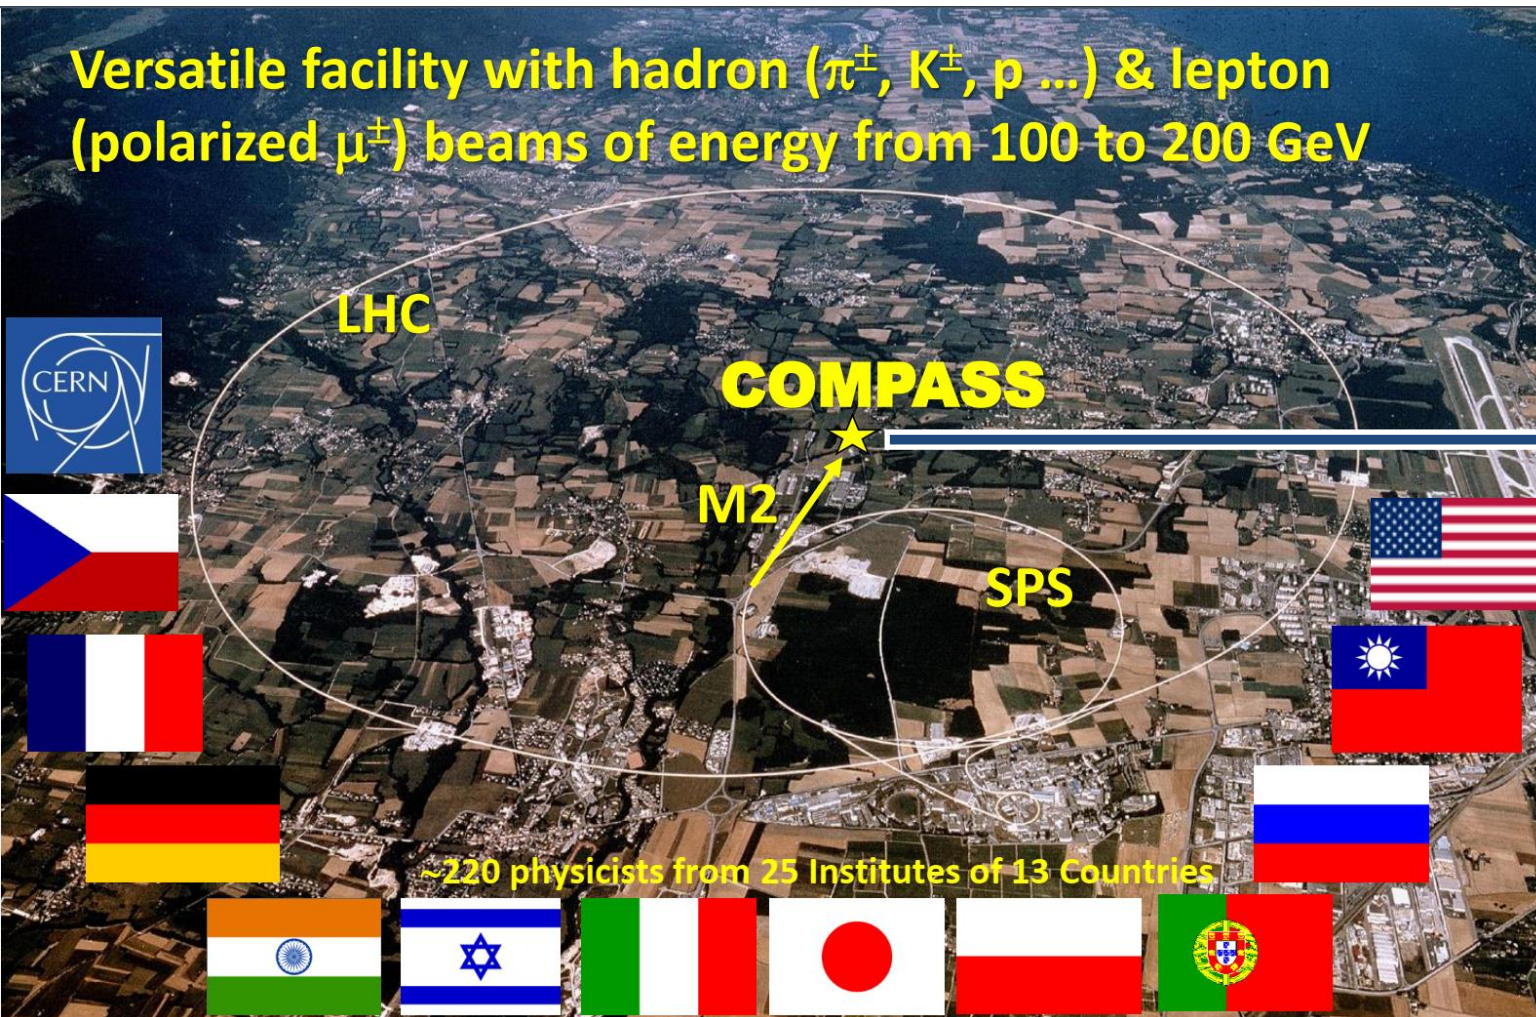 Versatile facility with hadron (π±, K±, p …) & lepton
(polarized μ±) beams of energy from 100 to 200 GeV
LHC
CERN
COMPASS
M2
SPS
~220 physicists from 25 Institutes of 13 Countries